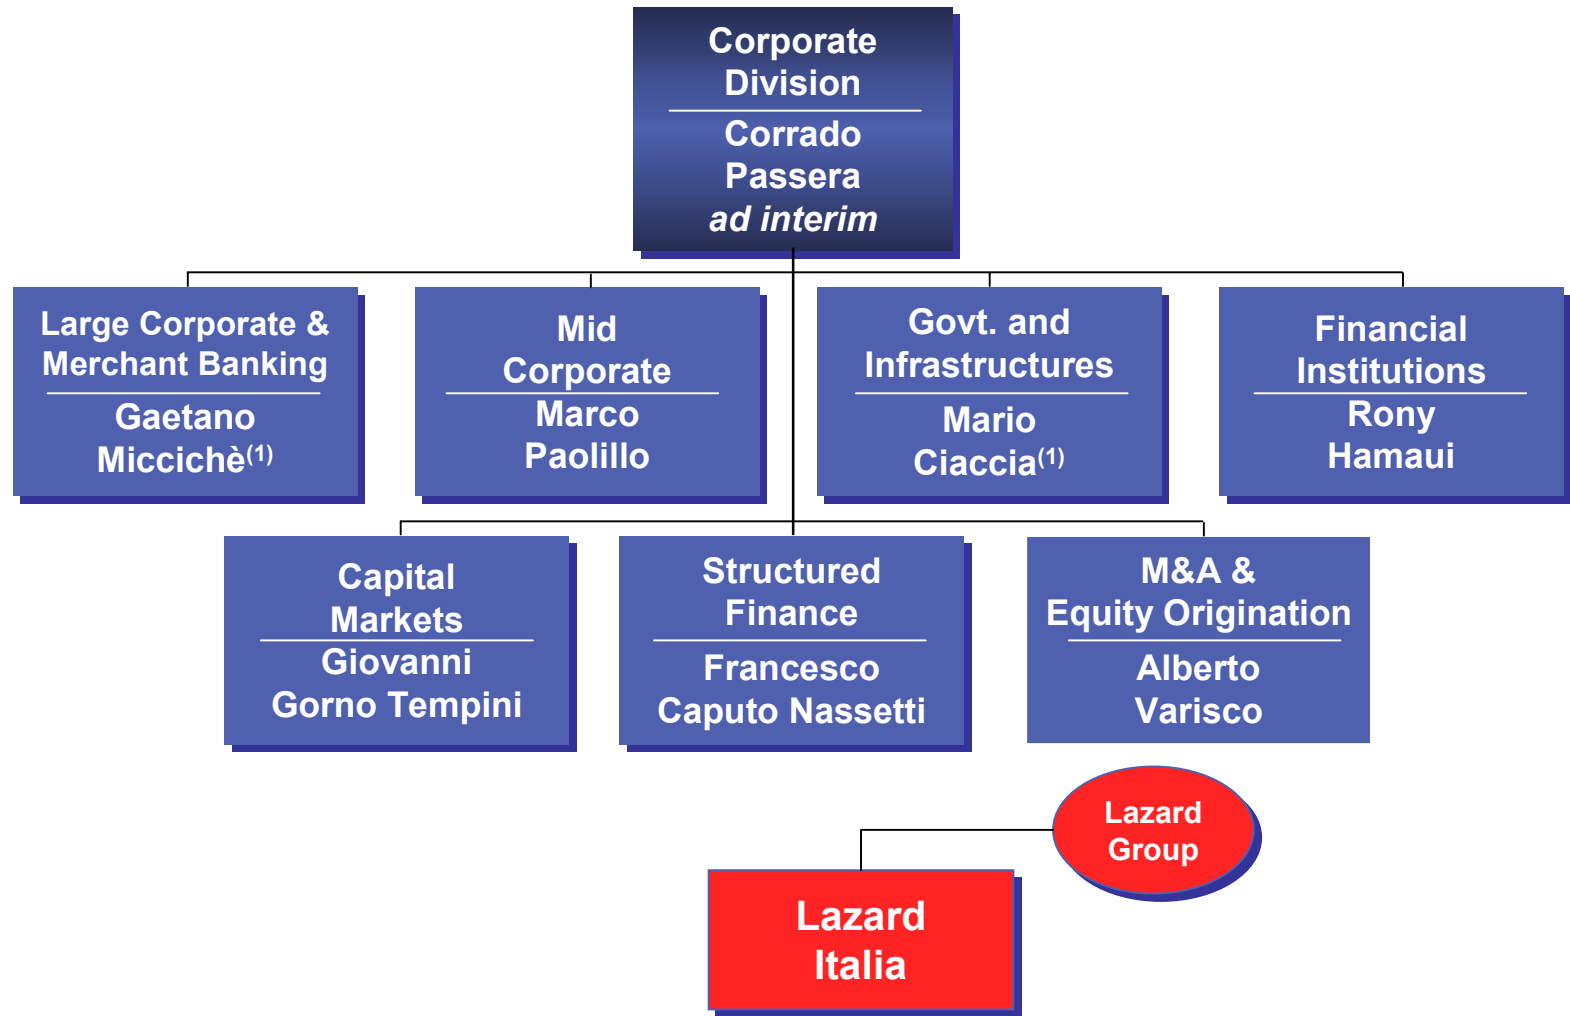 Corporate
Division
Corrado
Passera
ad interim
Large Corporate &
Merchant Banking
Gaetano
Miccichè(1)
Mid
Corporate
Marco
Paolillo
Govt. and
Infrastructures
Mario
Ciaccia(1)
Financial
Institutions
Rony
Hamaui
Capital
Markets
Giovanni
Gorno Tempini
Structured
Finance
Francesco
Caputo Nassetti
M&A &
Equity Origination
Alberto
Varisco
Lazard
Group
Lazard
Italia